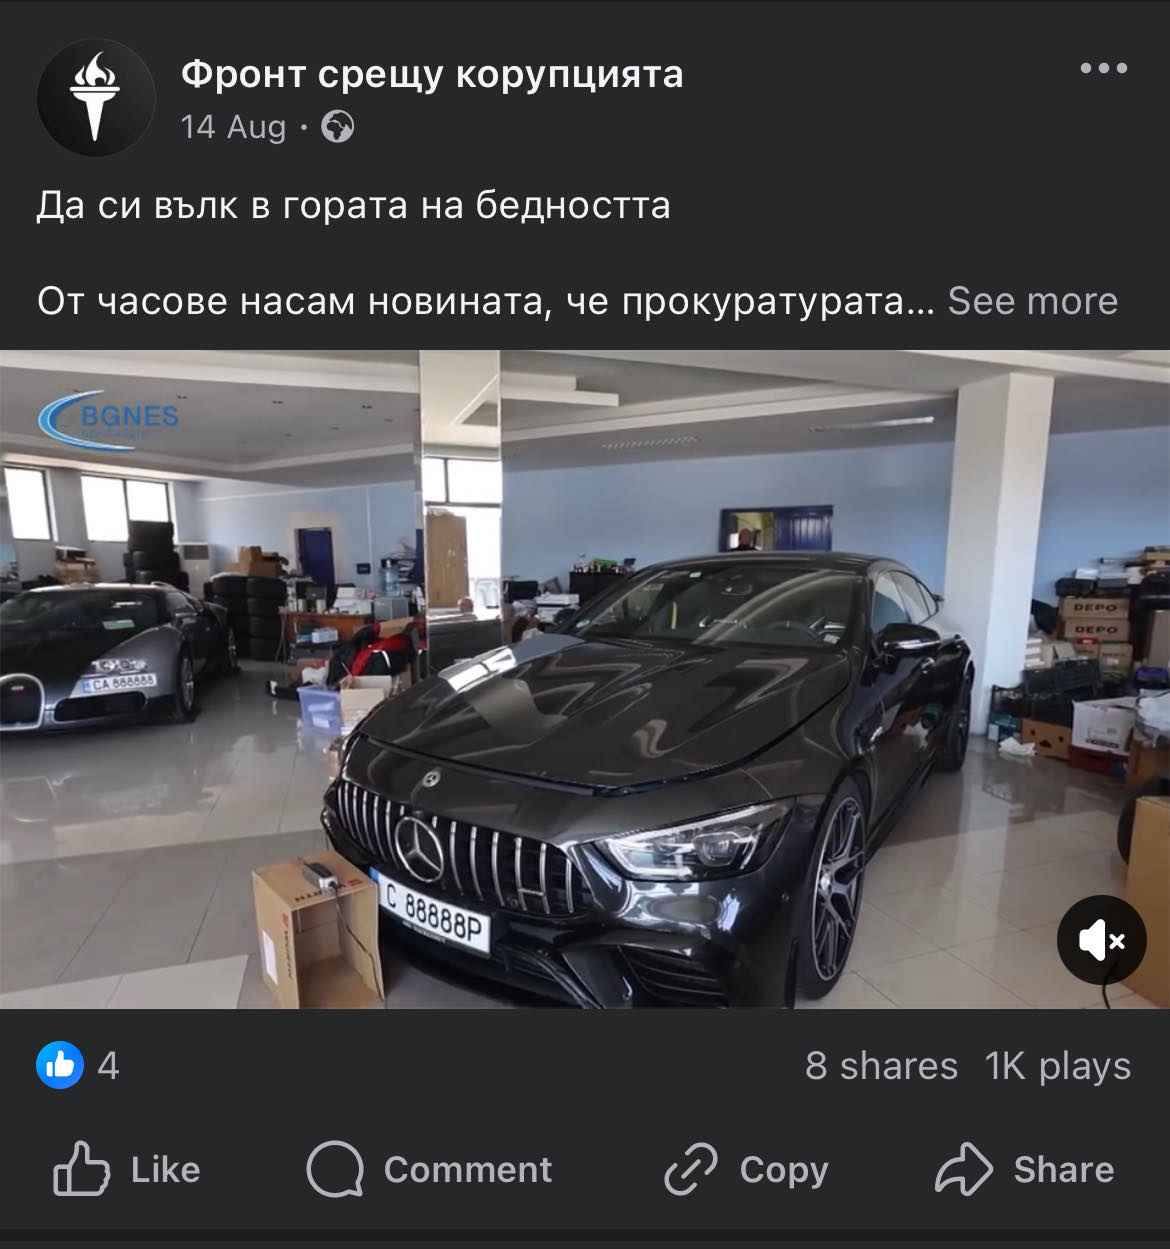 Фронт срещу корупцията
14 Aug
Да си вълк в гората на бедността
От часове насам новината, че прокуратурата... See more
BGNES
DEPO
DEPO
CA 888888
C 88888P
4
8 shares 1K plays
Like Comment Copy Share